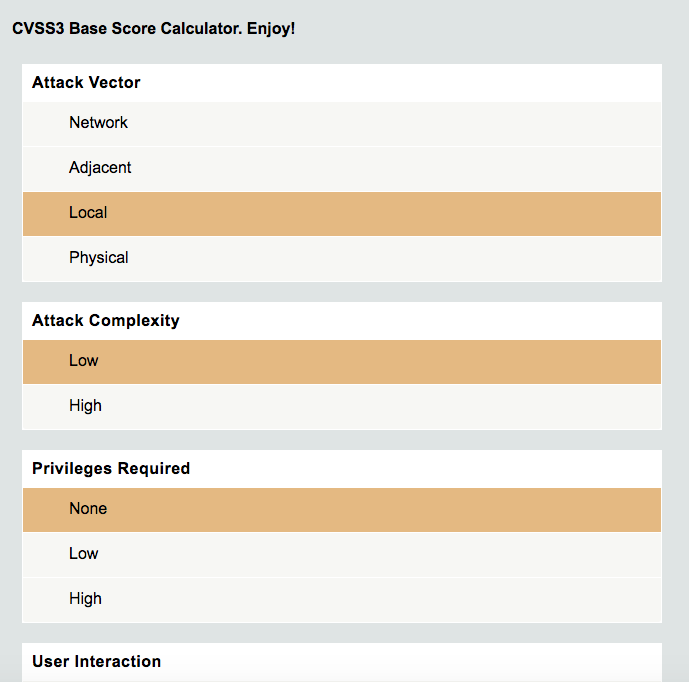 CVSS3 Base Score Calculator. Enjoy!
Attack Vector
Network
Adjacent
Local
Physical
Attack Complexity
Low
High
Privileges Required
None
Low
High
User Interaction